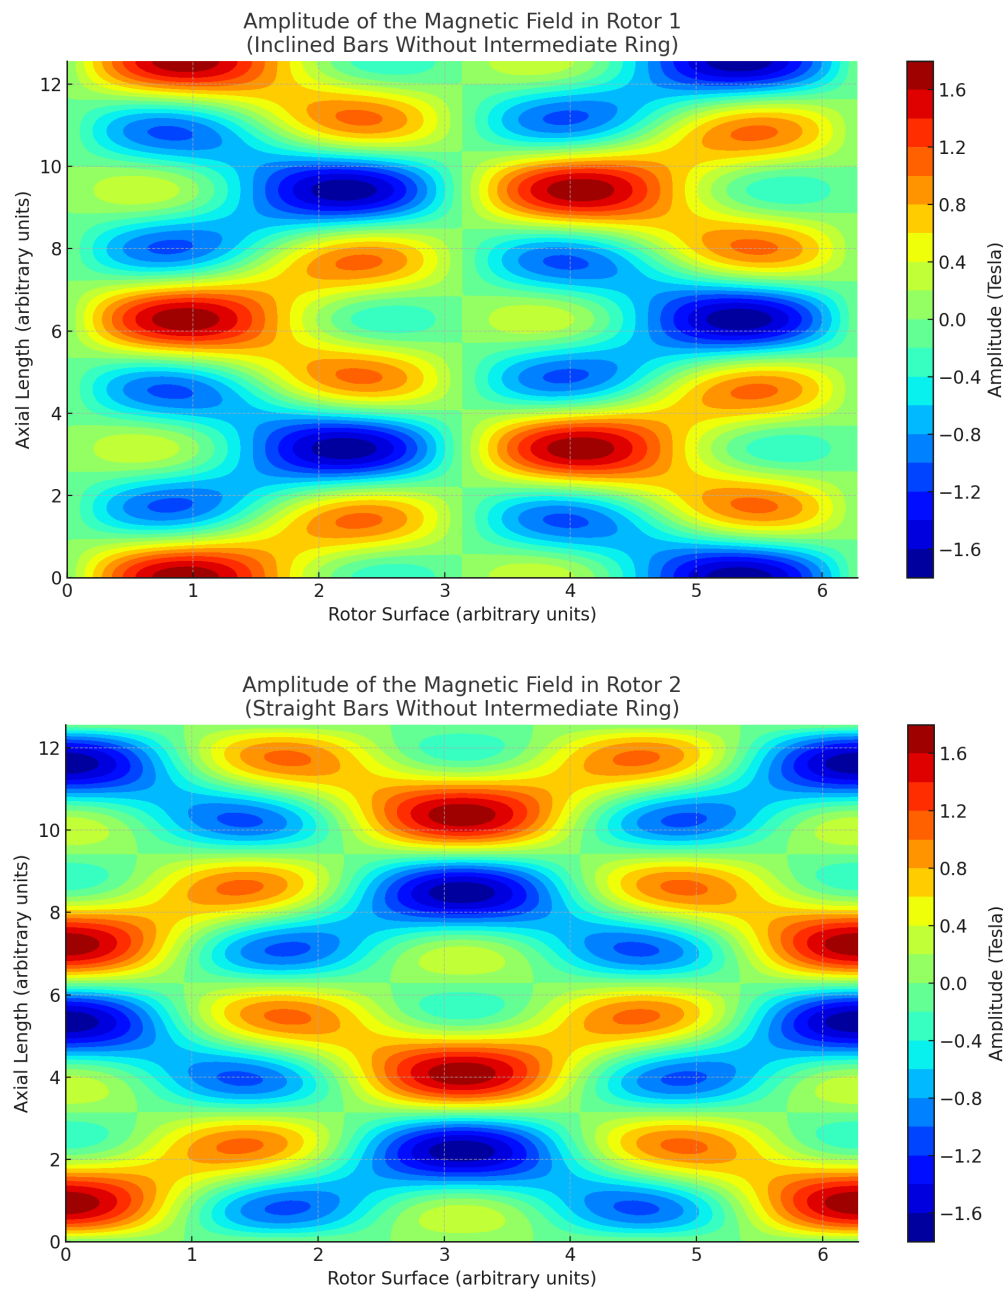 Amplitude of the Magnetic Field in Rotor 1
(Inclined Bars Without Intermediate Ring)
12
10
8
6
4
2
0
Axial Length (arbitrary units)
0 1 2 3 4 5 6
Rotor Surface (arbitrary units)
1.6
1.2
0.8
0.4
0.0
−0.4
−0.8
−1.2
−1.6
Amplitude (Tesla)
Amplitude of the Magnetic Field in Rotor 2
(Straight Bars Without Intermediate Ring)
12
10
8
6
4
2
0
Axial Length (arbitrary units)
0 1 2 3 4 5 6
Rotor Surface (arbitrary units)
1.6
1.2
0.8
0.4
0.0
−0.4
−0.8
−1.2
−1.6
Amplitude (Tesla)